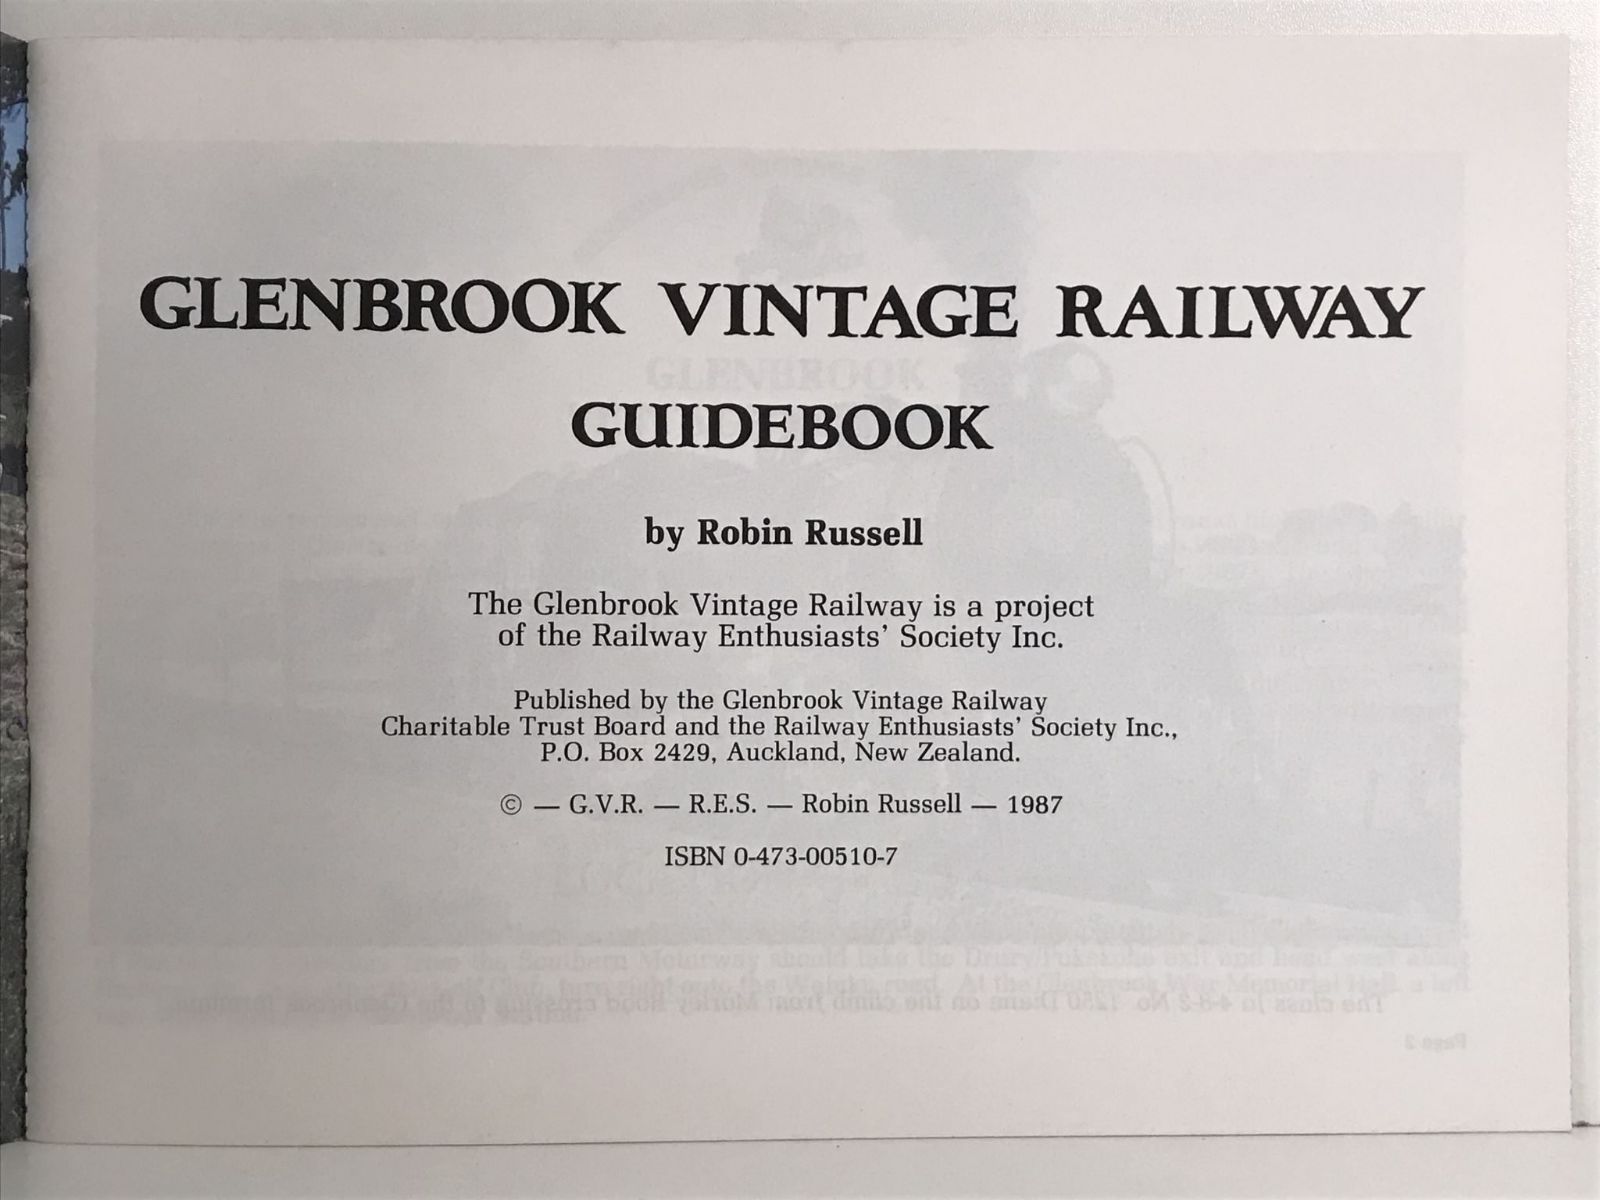 GLENBROOK VINTAGE RAILWAY
GUIDEBOOK
by Robin Russell
The Glenbrook Vintage Railway is a project
of the Railway Enthusiasts' Society Inc.
Published by the Glenbrook Vintage Railway
Charitable Trust Board and the Railway Enthusiasts' Society Inc.,
P.O. Box 2429, Auckland, New Zealand.
© — G.V.R. — R.E.S. — Robin Russell — 1987
ISBN 0-473-00510-7